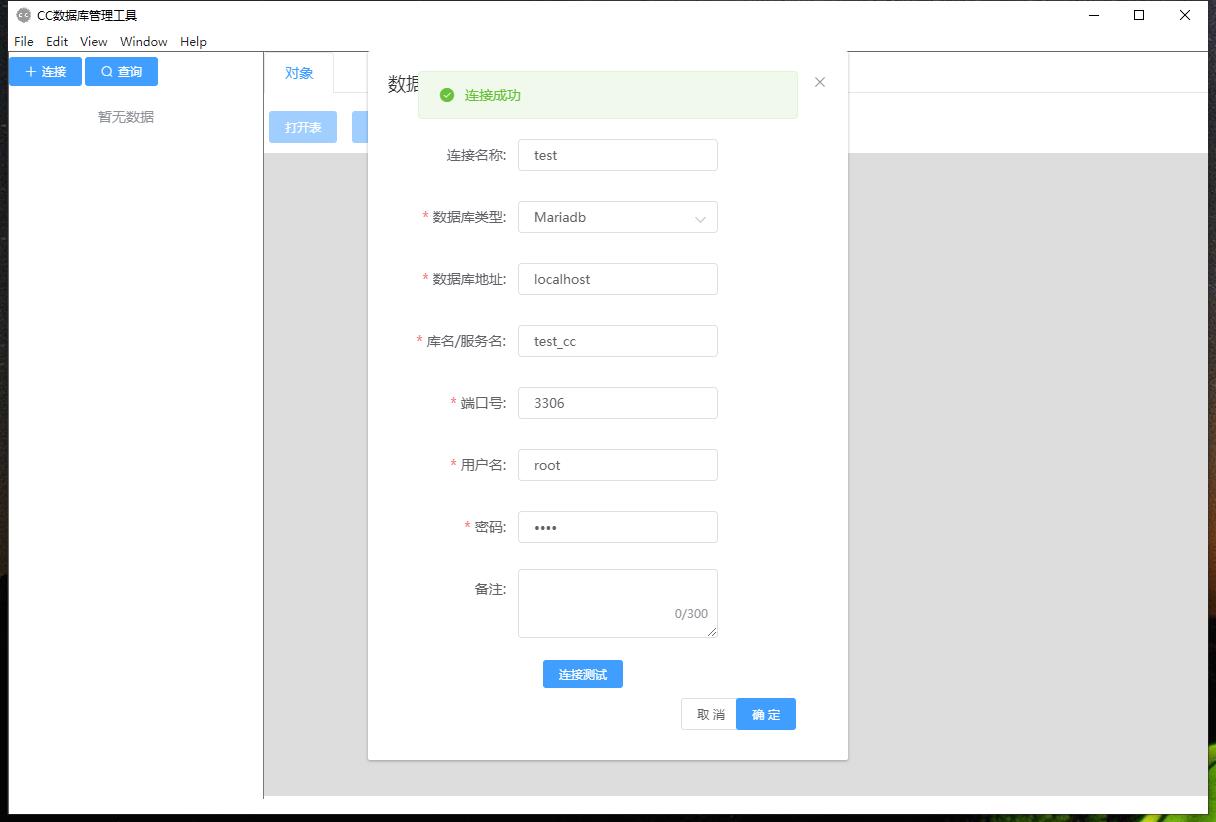 CC数据库管理工具
File Edit View Window Help
连接 查询
对象
暂无数据
打开表
数据
连接成功
连接名称: test
* 数据库类型: Mariadb
* 数据库地址: localhost
* 库名/服务名: test_cc
* 端口号: 3306
* 用户名: root
* 密码: ••••
备注:
0/300
连接测试
取 消 确 定